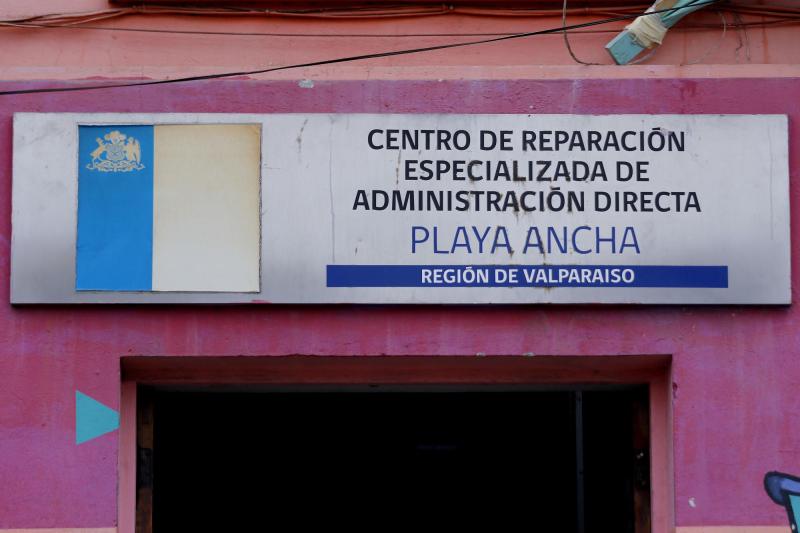 CENTRO DE REPARACIÓN
ESPECIALIZADA DE
ADMINISTRACIÓN DIRECTA
PLAYA ANCHA
REGIÓN DE VALPARAISO